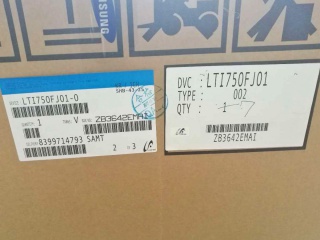 SAMSUNG
LTI750FJ01-0
1 V ZB3642EMAI
8399714793 SAMT
2 3
DVC : LTI750FJ01
TYPE : 002
QTY : 1
ZB3642EMAI